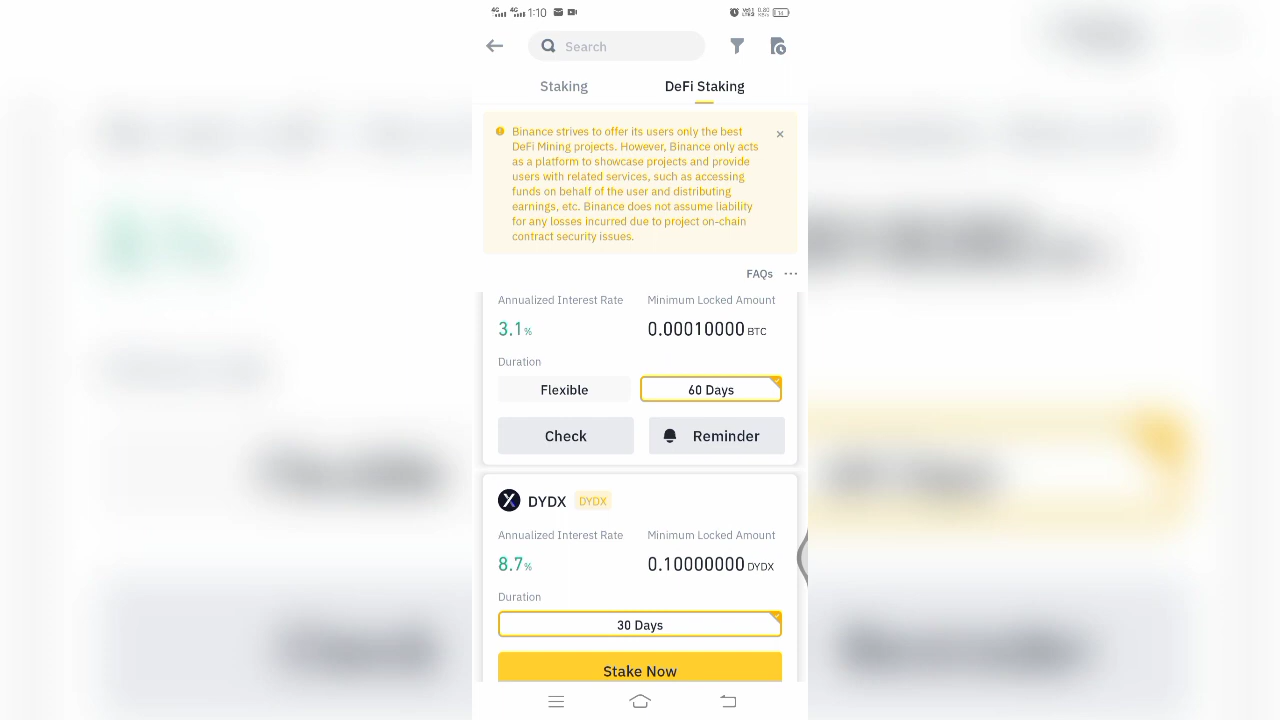 4G 4G 1:10
Search
Staking DeFi Staking
Binance strives to offer its users only the best
DeFi Mining projects. However, Binance only acts
as a platform to showcase projects and provide
users with related services, such as accessing
funds on behalf of the user and distributing
earnings, etc. Binance does not assume liability
for any losses incurred due to project on-chain
contract security issues.
FAQs
Annualized Interest Rate Minimum Locked Amount
3.1% 0.00010000 BTC
Duration
Flexible 60 Days
Check Reminder
DYDX DYDX
Annualized Interest Rate Minimum Locked Amount
8.7% 0.10000000 DYDX
Duration
30 Days
Stake Now